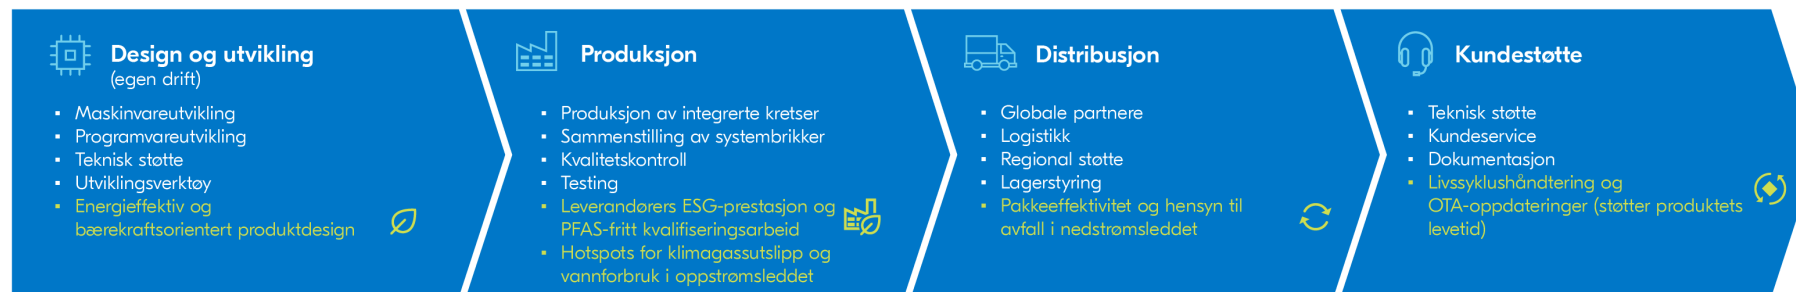 Design og utvikling
(egen drift)
▪ Maskinvareutvikling
▪ Programvareutvikling
▪ Teknisk støtte
▪ Utviklingsverktøy
▪ Energieffektiv og
bærekraftsorientert produktdesign
Produksjon
▪ Produksjon av integrerte kretser
▪ Sammenstilling av systembrikker
▪ Kvalitetskontroll
▪ Testing
▪ Leverandørers ESG-prestasjon og
PFAS-fritt kvalifiseringsarbeid
▪ Hotspots for klimagassutslipp og
vannforbruk i oppstrømsleddet
Distribusjon
▪ Globale partnere
▪ Logistikk
▪ Regional støtte
▪ Lagerstyring
▪ Pakkeeffektivitet og hensyn til
avfall i nedstrømsleddet
Kundestøtte
▪ Teknisk støtte
▪ Kundeservice
▪ Dokumentasjon
▪ Livssyklushåndtering og
OTA-oppdateringer (støtter produktets
levetid)